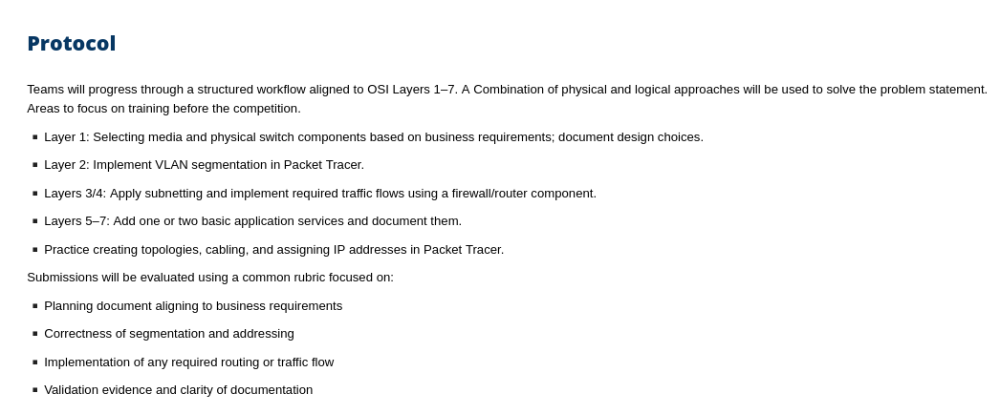 Protocol
Teams will progress through a structured workflow aligned to OSI Layers 1–7. A Combination of physical and logical approaches will be used to solve the problem statement.
Areas to focus on training before the competition.
▪ Layer 1: Selecting media and physical switch components based on business requirements; document design choices.
▪ Layer 2: Implement VLAN segmentation in Packet Tracer.
▪ Layers 3/4: Apply subnetting and implement required traffic flows using a firewall/router component.
▪ Layers 5–7: Add one or two basic application services and document them.
▪ Practice creating topologies, cabling, and assigning IP addresses in Packet Tracer.
Submissions will be evaluated using a common rubric focused on:
▪ Planning document aligning to business requirements
▪ Correctness of segmentation and addressing
▪ Implementation of any required routing or traffic flow
▪ Validation evidence and clarity of documentation